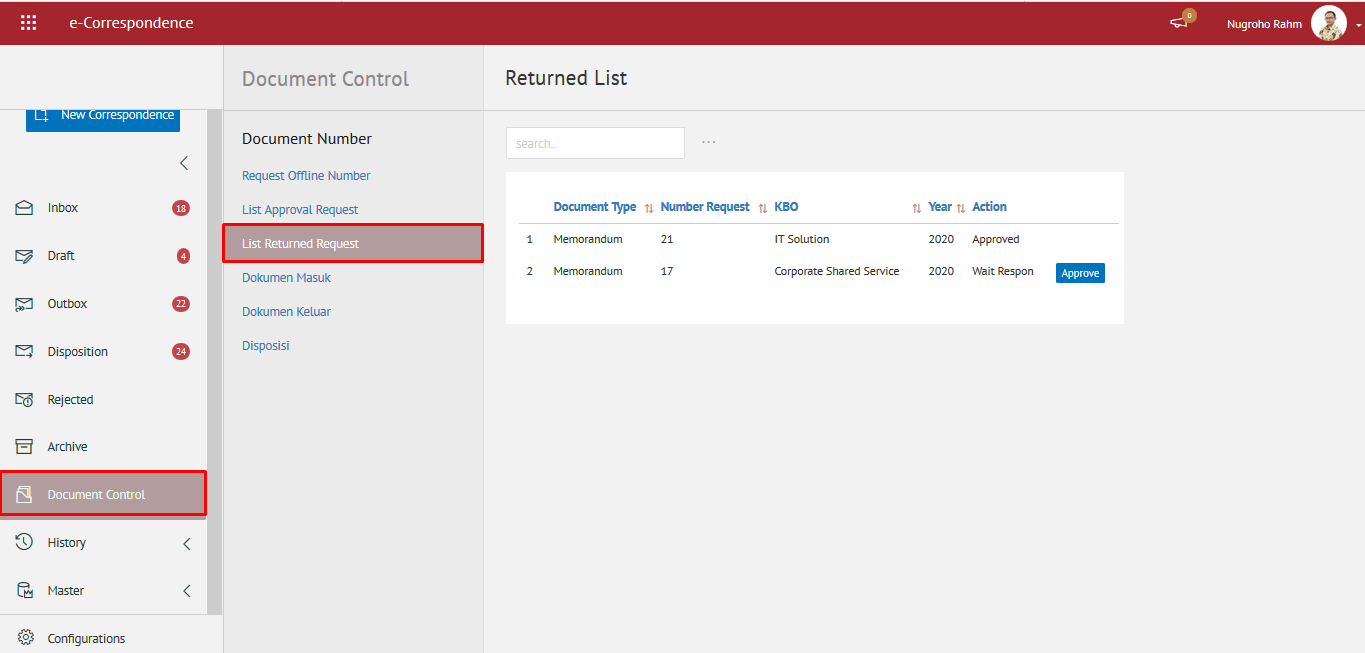 e-Correspondence
0
Nugroho Rahm
Document Control
Returned List
New Correspondence
Inbox 18
Draft 4
Outbox 22
Disposition 24
Rejected
Archive
Document Control
History
Master
Configurations
Document Number
Request Offline Number
List Approval Request
List Returned Request
Dokumen Masuk
Dokumen Keluar
Disposisi
search..
...
Document Type Number Request KBO Year Action
1 Memorandum 21 IT Solution 2020 Approved
2 Memorandum 17 Corporate Shared Service 2020 Wait Respon Approve